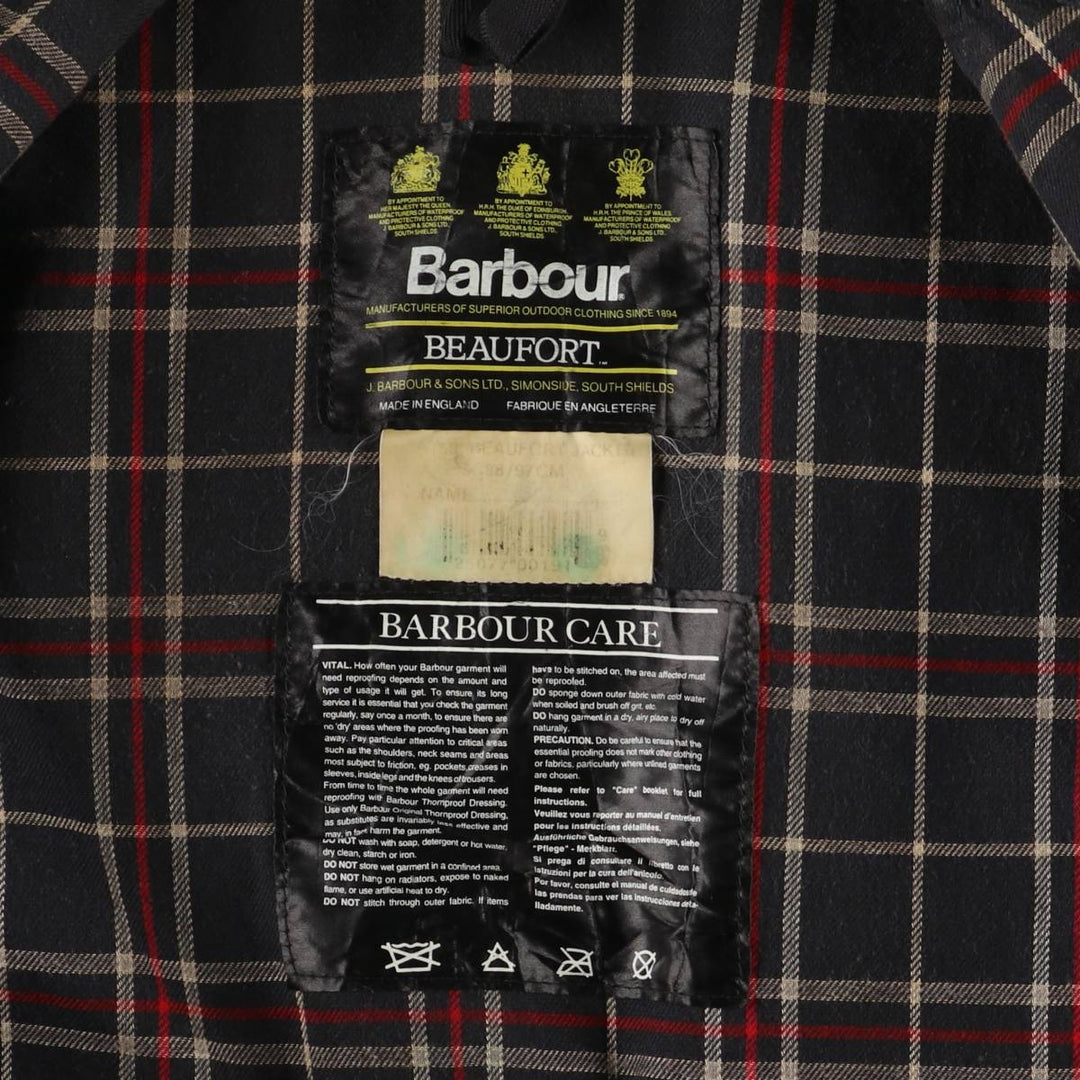 BY APPOINTMENT TO
HER MAJESTY THE QUEEN
MANUFACTURERS OF WATERPROOF
AND PROTECTIVE CLOTHING
J. BARBOUR & SONS LTD.
SOUTH SHIELDS
BY APPOINTMENT TO
H.R.H. THE DUKE OF EDINBURGH
MANUFACTURERS OF WATERPROOF
AND PROTECTIVE CLOTHING
J. BARBOUR & SONS LTD.
SOUTH SHIELDS
BY APPOINTMENT TO
H.R.H. THE PRINCE OF WALES
MANUFACTURERS OF WATERPROOF
AND PROTECTIVE CLOTHING
J. BARBOUR & SONS LTD.
SOUTH SHIELDS
Barbour®
MANUFACTURERS OF SUPERIOR OUTDOOR CLOTHING SINCE 1894
BEAUFORT™
J. BARBOUR & SONS LTD., SIMONSIDE, SOUTH SHIELDS
MADE IN ENGLAND FABRIQUE EN ANGLETERRE
BEAUFORT JACKET
38/97CM
NAME
BARBOUR CARE
VITAL. How often your Barbour garment will
need reproofing depends on the amount and
type of usage it will get. To ensure its long
service it is essential that you check the garment
regularly, say once a month, to ensure there are
no 'dry' areas where the proofing has been worn
away. Pay particular attention to critical areas
such as the shoulders, neck seams and areas
most subject to friction, eg. pockets, creases in
sleeves, inside legs and the knees of trousers.
From time to time the whole garment will need
reproofing with Barbour Thornproof Dressing.
Use only Barbour Original Thornproof Dressing,
as substitutes are invariably less effective and
may, in fact harm the garment.
DO NOT wash with soap, detergent or hot water,
dry clean, starch or iron.
DO NOT store wet garment in a confined area.
DO NOT hang on radiators, expose to naked
flame, or use artificial heat to dry.
DO NOT stitch through outer fabric. If items
have to be stitched on, the area affected must
be reproofed.
DO sponge down outer fabric with cold water
when soiled and brush off grit, etc.
DO hang garment in a dry, airy place to dry off
naturally.
PRECAUTION. Do be careful to ensure that the
essential proofing does not mark other clothing
or fabrics, particularly where unlined garments
are chosen.
Please refer to "Care" booklet for full
instructions.
Veuillez vous reporter au manuel d'entretien
pour les instructions détaillées.
Ausführliche Gebrauchsanweisungen, siehe
"Pflege" - Merkblatt.
Si prega di consultare il libretto con le
istruzioni per la cura dell'articolo.
Por favor, consulte el manual de cuidados de
las prendas para ver las instrucciones deta-
lladamente.